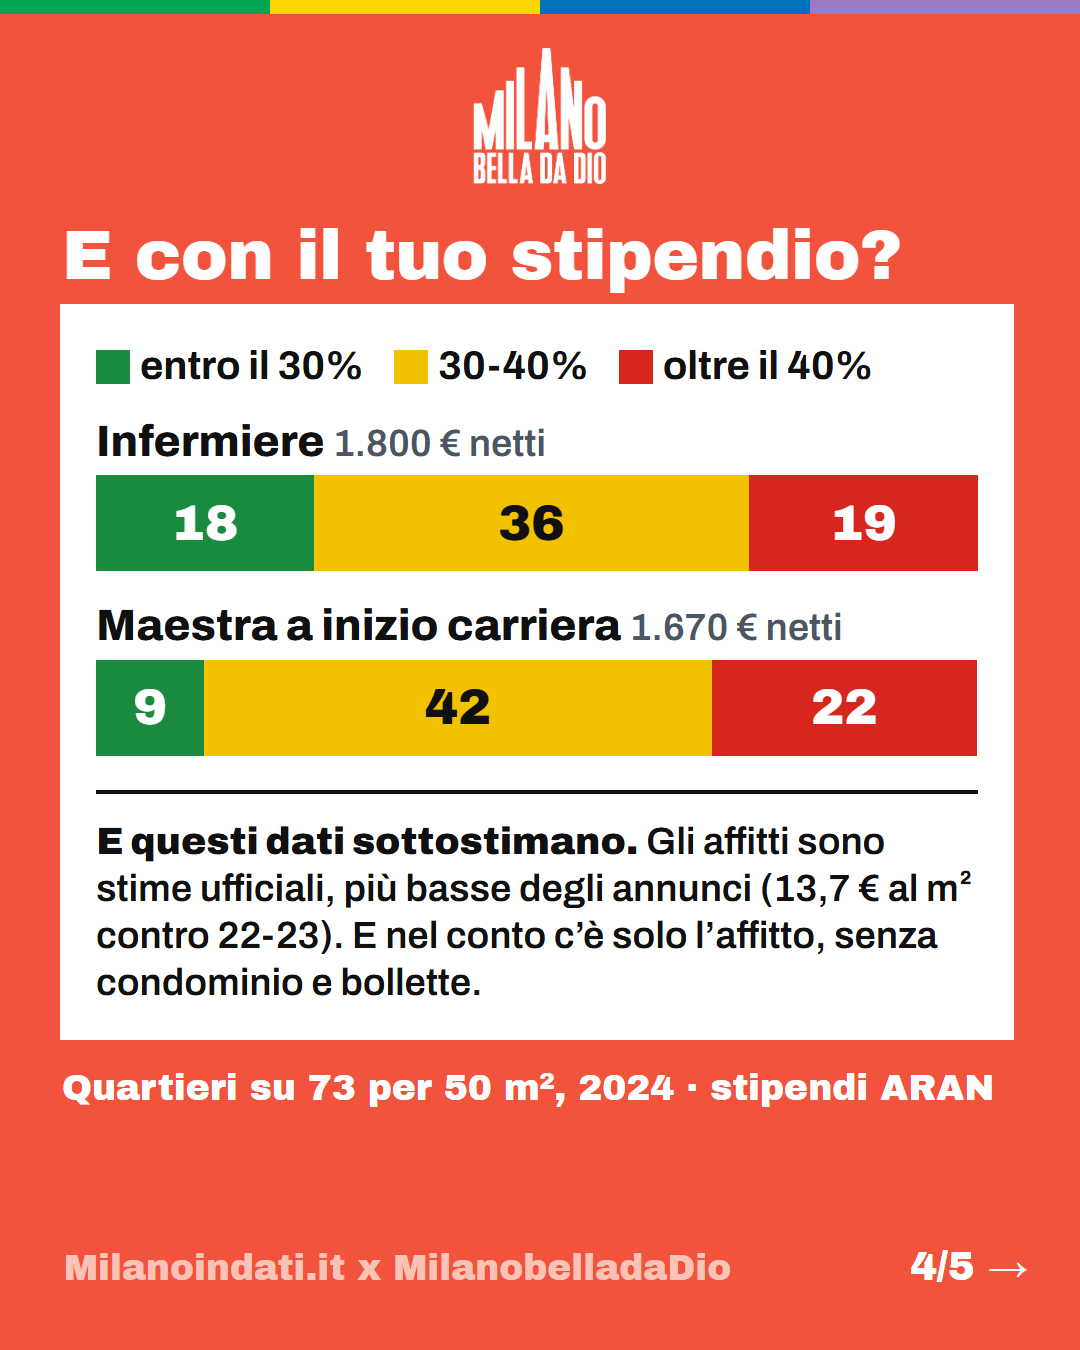 MILANO
BELLA DA DIO
E con il tuo stipendio?
entro il 30% 30-40% oltre il 40%
Infermiere 1.800 € netti
18 36 19
Maestra a inizio carriera 1.670 € netti
9 42 22
E questi dati sottostimano. Gli affitti sono
stime ufficiali, più basse degli annunci (13,7 € al m²
contro 22-23). E nel conto c’è solo l’affitto, senza
condominio e bollette.
Quartieri su 73 per 50 m², 2024 · stipendi ARAN
Milanoindati.it x MilanobelladaDio 4/5 →